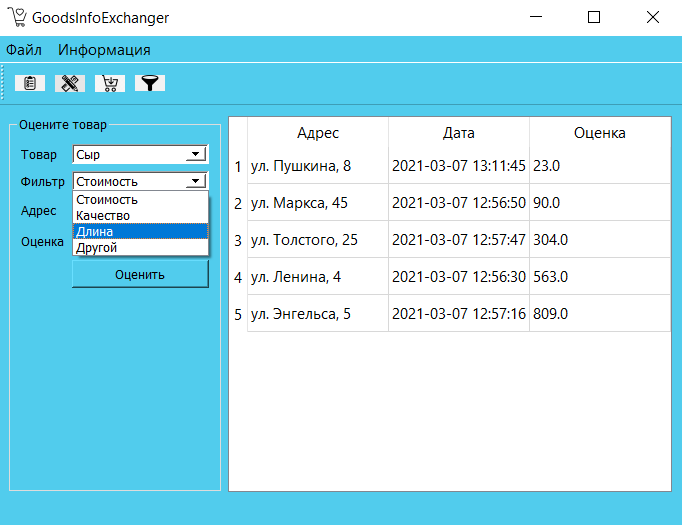 GoodsInfoExchanger
Файл Информация
Оцените товар
Товар Сыр
Фильтр Стоимость
Стоимость
Качество
Длина
Другой
Адрес
Оценка
Оценить
Адрес Дата Оценка
1 ул. Пушкина, 8 2021-03-07 13:11:45 23.0
2 ул. Маркса, 45 2021-03-07 12:56:50 90.0
3 ул. Толстого, 25 2021-03-07 12:57:47 304.0
4 ул. Ленина, 4 2021-03-07 12:56:30 563.0
5 ул. Энгельса, 5 2021-03-07 12:57:16 809.0